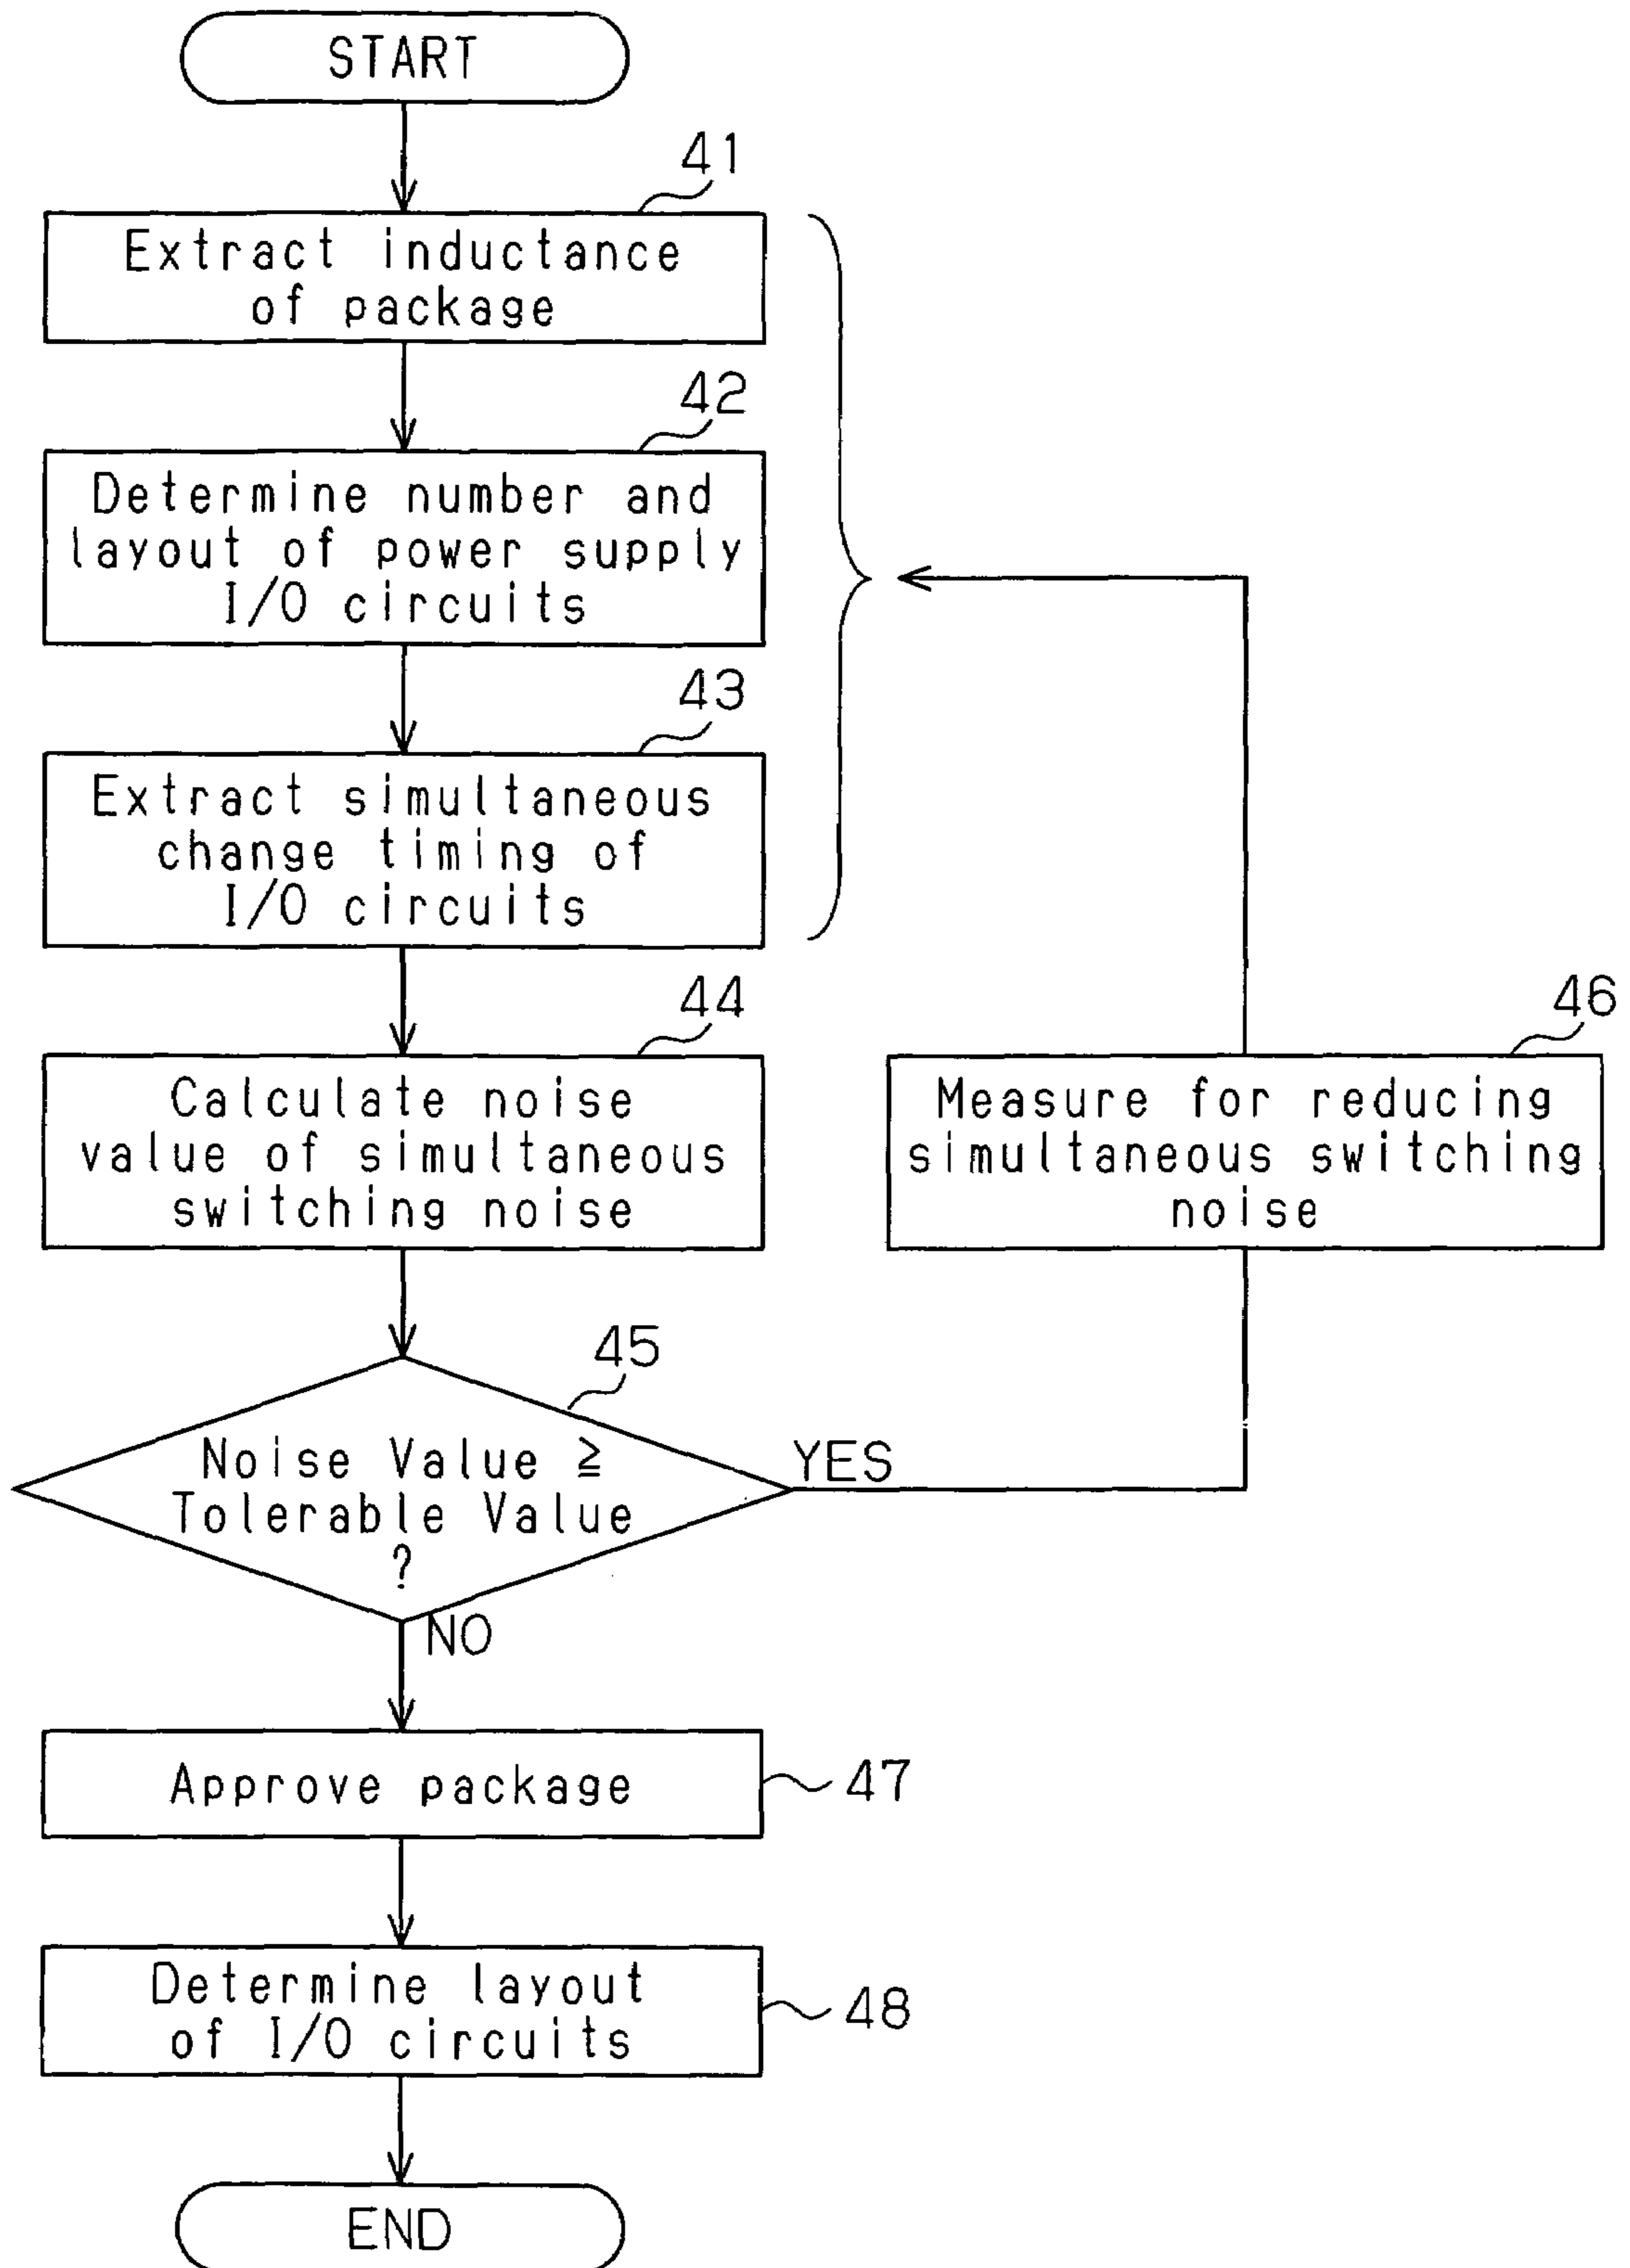 START
41
Extract inductance
of package
42
Determine number and
layout of power supply
I/O circuits
43
Extract simultaneous
change timing of
I/O circuits
44
Calculate noise
value of simultaneous
switching noise
46
Measure for reducing
simultaneous switching
noise
45
Noise Value ≧
Tolerable Value
?
YES
NO
Approve package
47
Determine layout
of I/O circuits
48
END